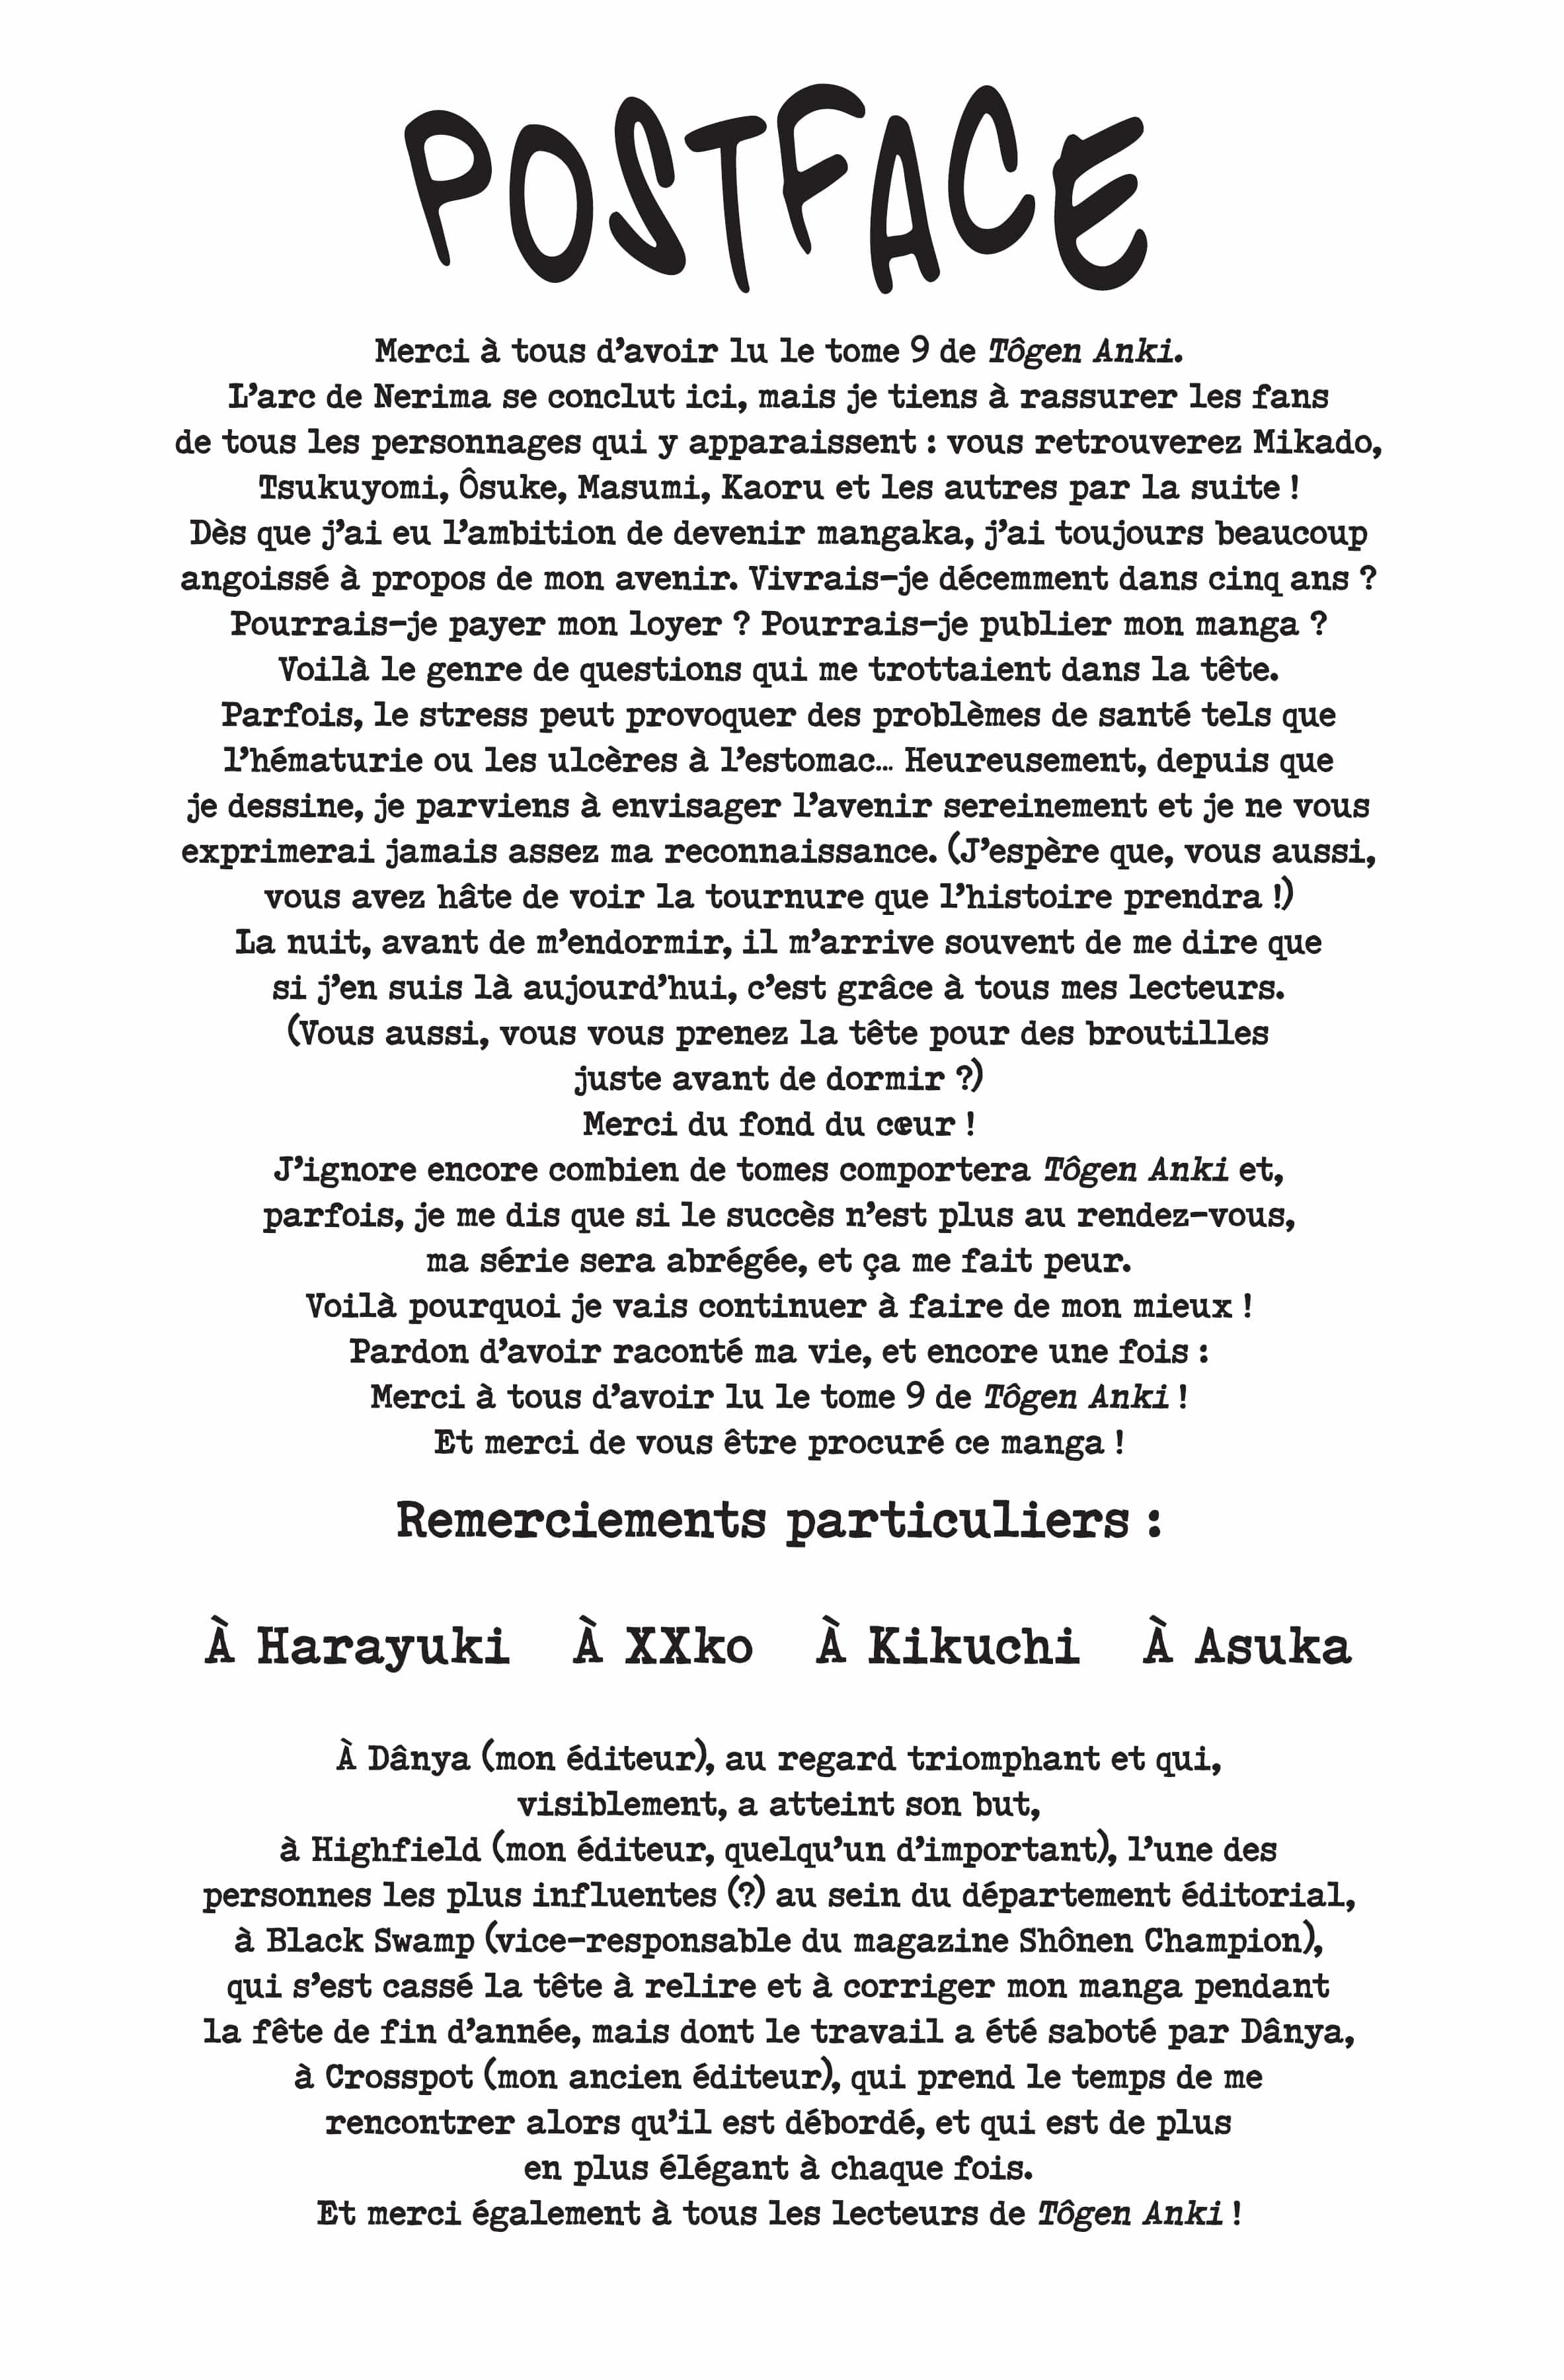 POSTFACE
Merci à tous d’avoir lu le tome 9 de Tôgen Anki.
L’arc de Nerima se conclut ici, mais je tiens à rassurer les fans
de tous les personnages qui y apparaissent : vous retrouverez Mikado,
Tsukuyomi, Ôsuke, Masumi, Kaoru et les autres par la suite !
Dès que j’ai eu l’ambition de devenir mangaka, j’ai toujours beaucoup
angoissé à propos de mon avenir. Vivrais-je décemment dans cinq ans ?
Pourrais-je payer mon loyer ? Pourrais-je publier mon manga ?
Voilà le genre de questions qui me trottaient dans la tête.
Parfois, le stress peut provoquer des problèmes de santé tels que
l’hématurie ou les ulcères à l’estomac… Heureusement, depuis que
je dessine, je parviens à envisager l’avenir sereinement et je ne vous
exprimerai jamais assez ma reconnaissance. (J’espère que, vous aussi,
vous avez hâte de voir la tournure que l’histoire prendra !)
La nuit, avant de m’endormir, il m’arrive souvent de me dire que
si j’en suis là aujourd’hui, c’est grâce à tous mes lecteurs.
(Vous aussi, vous vous prenez la tête pour des broutilles
juste avant de dormir ?)
Merci du fond du cœur !
J’ignore encore combien de tomes comportera Tôgen Anki et,
parfois, je me dis que si le succès n’est plus au rendez-vous,
ma série sera abrégée, et ça me fait peur.
Voilà pourquoi je vais continuer à faire de mon mieux !
Pardon d’avoir raconté ma vie, et encore une fois :
Merci à tous d’avoir lu le tome 9 de Tôgen Anki !
Et merci de vous être procuré ce manga !
Remerciements particuliers :
À Harayuki À XXko À Kikuchi À Asuka
À Dânya (mon éditeur), au regard triomphant et qui,
visiblement, a atteint son but,
à Highfield (mon éditeur, quelqu’un d’important), l’une des
personnes les plus influentes (?) au sein du département éditorial,
à Black Swamp (vice-responsable du magazine Shônen Champion),
qui s’est cassé la tête à relire et à corriger mon manga pendant
la fête de fin d’année, mais dont le travail a été saboté par Dânya,
à Crosspot (mon ancien éditeur), qui prend le temps de me
rencontrer alors qu’il est débordé, et qui est de plus
en plus élégant à chaque fois.
Et merci également à tous les lecteurs de Tôgen Anki !